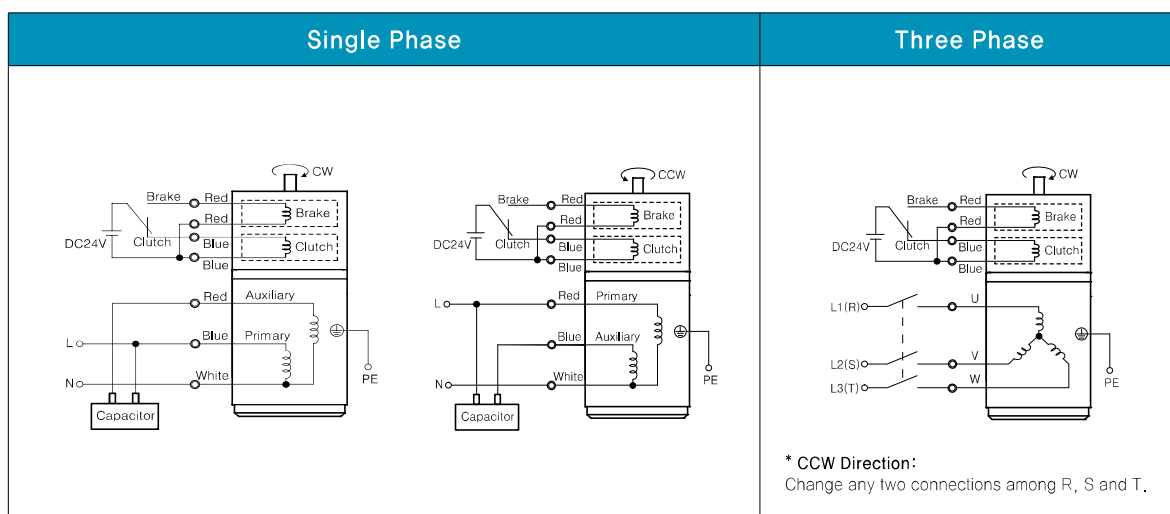 Single Phase
Three Phase
CW
Brake
Red
Red
Brake
DC24V
Clutch
Blue
Clutch
Blue
Red
Auxiliary
L
Blue
Primary
N
White
PE
Capacitor
CCW
Brake
Red
Red
Brake
DC24V
Clutch
Blue
Clutch
Blue
L
Red
Primary
Blue
Auxiliary
N
White
PE
Capacitor
CW
Brake
Red
Red
Brake
DC24V
Clutch
Blue
Clutch
Blue
L1(R)
U
L2(S)
V
L3(T)
W
PE
* CCW Direction:
Change any two connections among R, S and T.